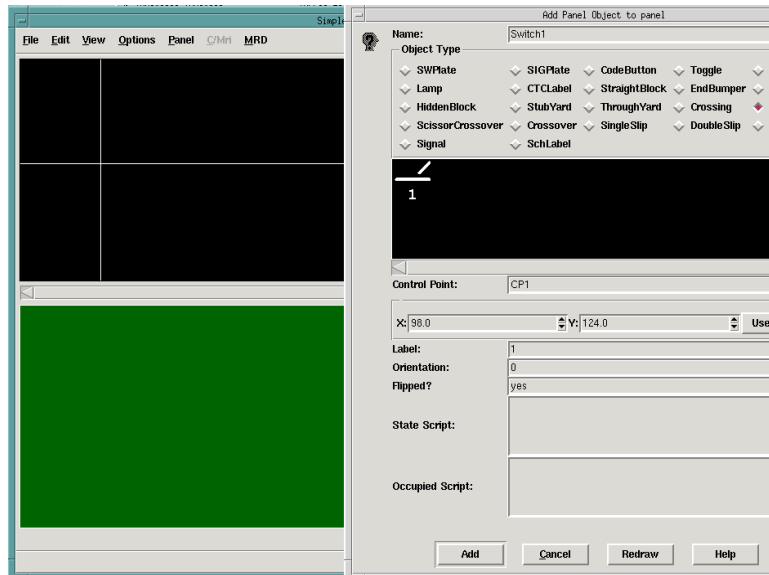 Simple
File Edit View Options Panel C/Mri MRD
Add Panel Object to panel
Name: Switch1
Object Type
SWPlate SIGPlate CodeButton Toggle
Lamp CTCLabel StraightBlock EndBumper
HiddenBlock StubYard ThroughYard Crossing
ScissorCrossover Crossover SingleSlip DoubleSlip
Signal SchLabel
1
Control Point: CP1
X: 98.0 Y: 124.0 Use
Label: 1
Orientation: 0
Flipped? yes
State Script:
Occupied Script:
Add Cancel Redraw Help